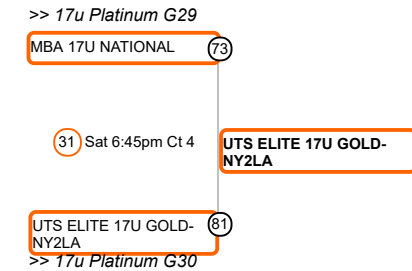 >> 17u Platinum G29
MBA 17U NATIONAL
73
31 Sat 6:45pm Ct 4
UTS ELITE 17U GOLD-
NY2LA
UTS ELITE 17U GOLD-
NY2LA
81
>> 17u Platinum G30